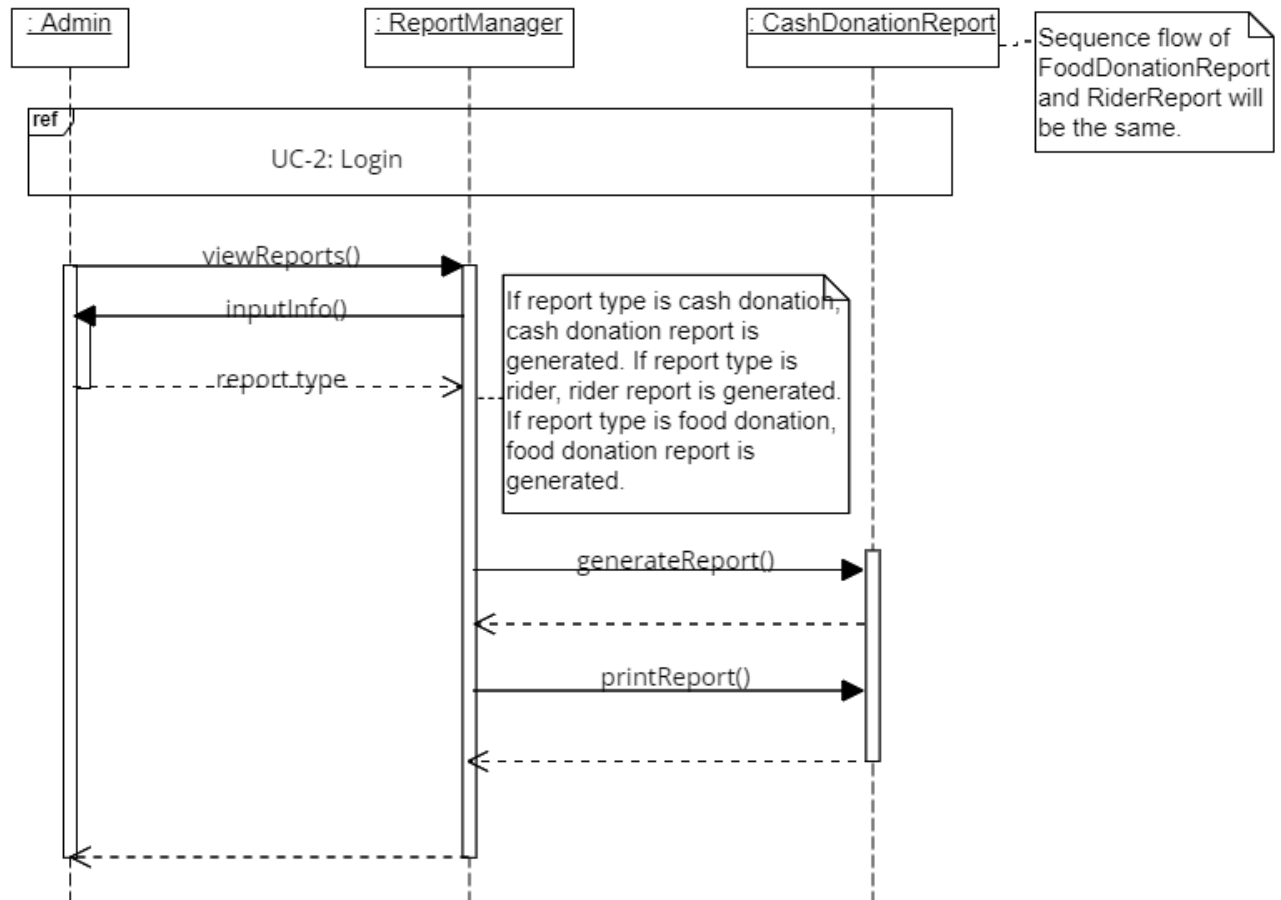 : Admin
: ReportManager
: CashDonationReport
Sequence flow of
FoodDonationReport
and RiderReport will
be the same.
ref
UC-2: Login
viewReports()
inputInfo()
If report type is cash donation,
cash donation report is
generated. If report type is
rider, rider report is generated.
If report type is food donation,
food donation report is
generated.
report type
generateReport()
printReport()